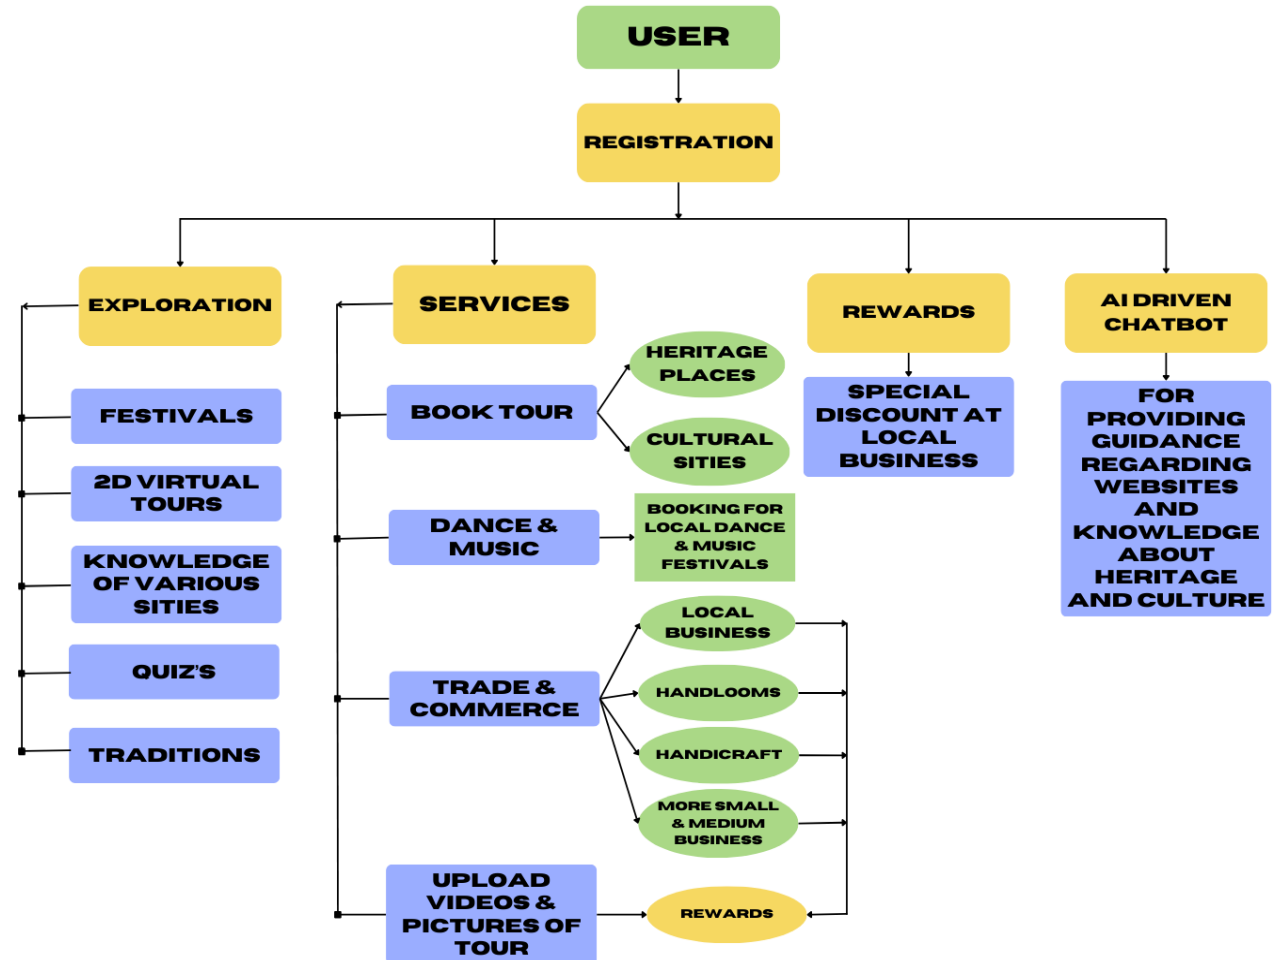 USER
REGISTRATION
EXPLORATION
FESTIVALS
2D VIRTUAL
TOURS
KNOWLEDGE
OF VARIOUS
SITIES
QUIZ'S
TRADITIONS
SERVICES
BOOK TOUR
HERITAGE
PLACES
CULTURAL
SITIES
DANCE &
MUSIC
BOOKING FOR
LOCAL DANCE
& MUSIC
FESTIVALS
TRADE &
COMMERCE
LOCAL
BUSINESS
HANDLOOMS
HANDICRAFT
MORE SMALL
& MEDIUM
BUSINESS
UPLOAD
VIDEOS &
PICTURES OF
TOUR
REWARDS
REWARDS
SPECIAL
DISCOUNT AT
LOCAL
BUSINESS
AI DRIVEN
CHATBOT
FOR
PROVIDING
GUIDANCE
REGARDING
WEBSITES
AND
KNOWLEDGE
ABOUT
HERITAGE
AND CULTURE